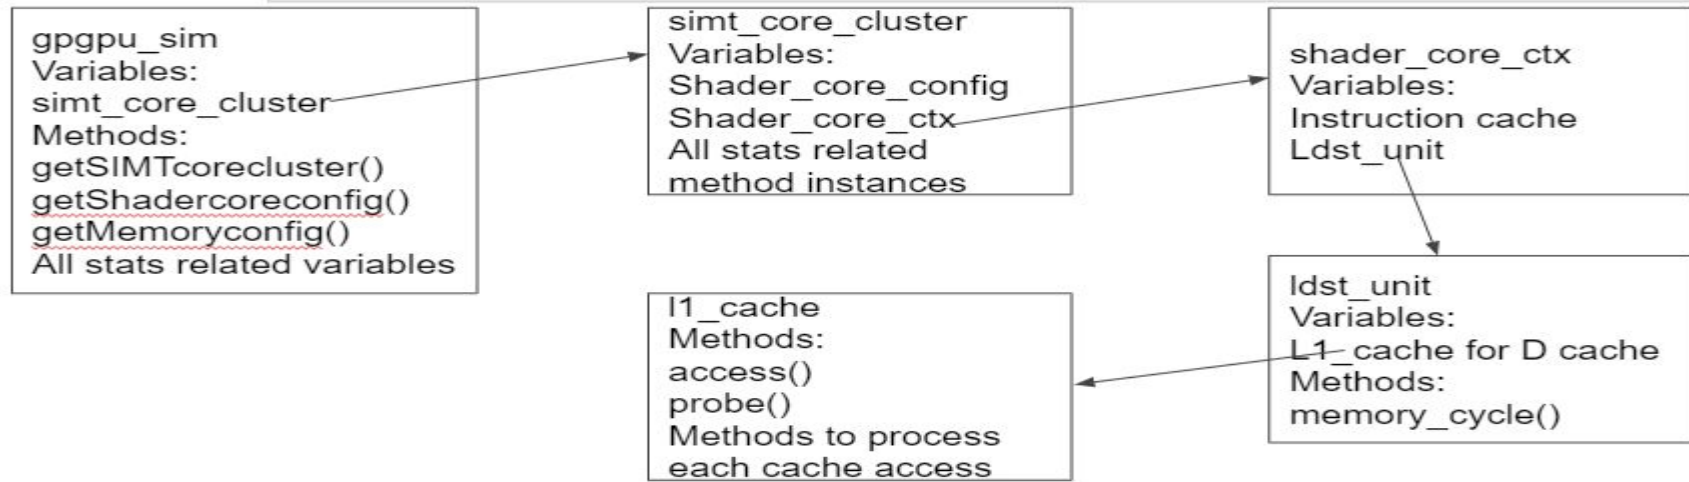 gpgpu_sim
Variables:
simt_core_cluster
Methods:
getSIMTcorecluster()
getShadercoreconfig()
getMemoryconfig()
All stats related variables
simt_core_cluster
Variables:
Shader_core_config
Shader_core_ctx
All stats related
method instances
shader_core_ctx
Variables:
Instruction cache
Ldst_unit
ldst_unit
Variables:
L1_cache for D cache
Methods:
memory_cycle()
l1_cache
Methods:
access()
probe()
Methods to process
each cache access